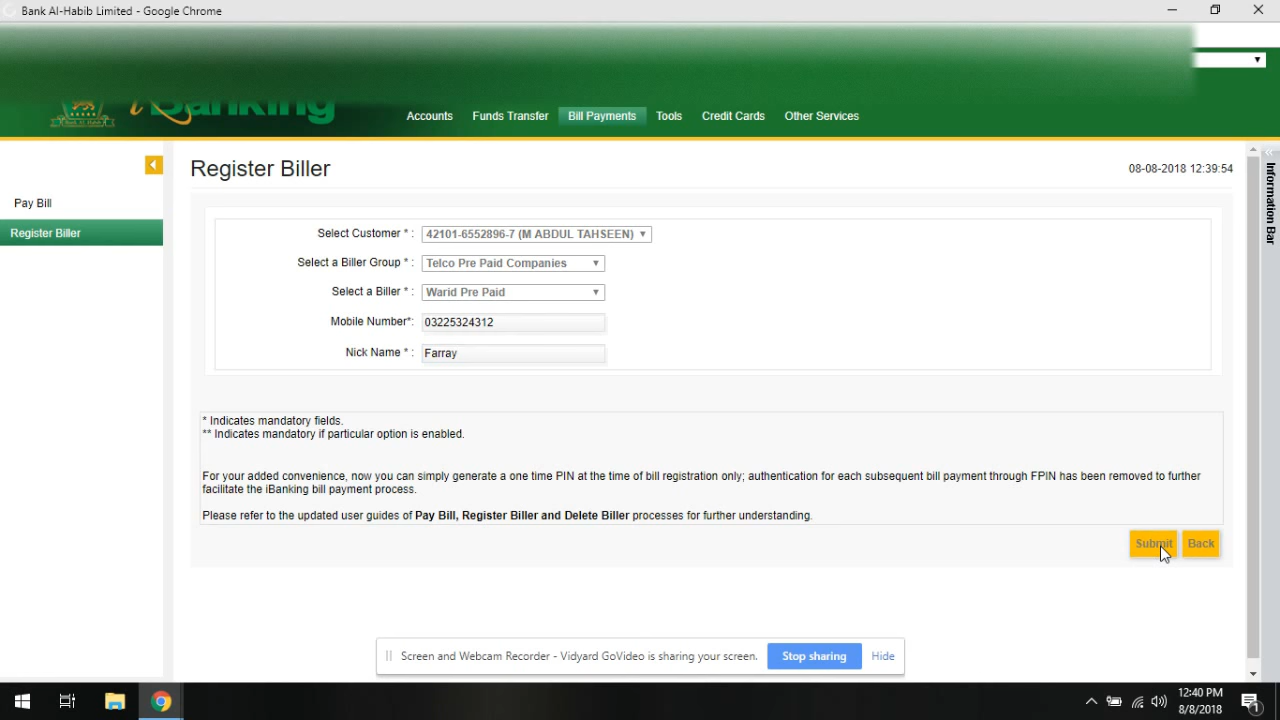 Bank Al-Habib Limited - Google Chrome
iBanking
Accounts Funds Transfer Bill Payments Tools Credit Cards Other Services
Register Biller
08-08-2018 12:39:54
Information Bar
Pay Bill
Register Biller
Select Customer * : 42101-6552896-7 (M ABDUL TAHSEEN)
Select a Biller Group * : Telco Pre Paid Companies
Select a Biller * : Warid Pre Paid
Mobile Number*: 03225324312
Nick Name * : Farray
* Indicates mandatory fields.
** Indicates mandatory if particular option is enabled.
For your added convenience, now you can simply generate a one time PIN at the time of bill registration only; authentication for each subsequent bill payment through FPIN has been removed to further
facilitate the iBanking bill payment process.
Please refer to the updated user guides of Pay Bill, Register Biller and Delete Biller processes for further understanding.
Submit Back
Screen and Webcam Recorder - Vidyard GoVideo is sharing your screen. Stop sharing Hide
12:40 PM
8/8/2018
1